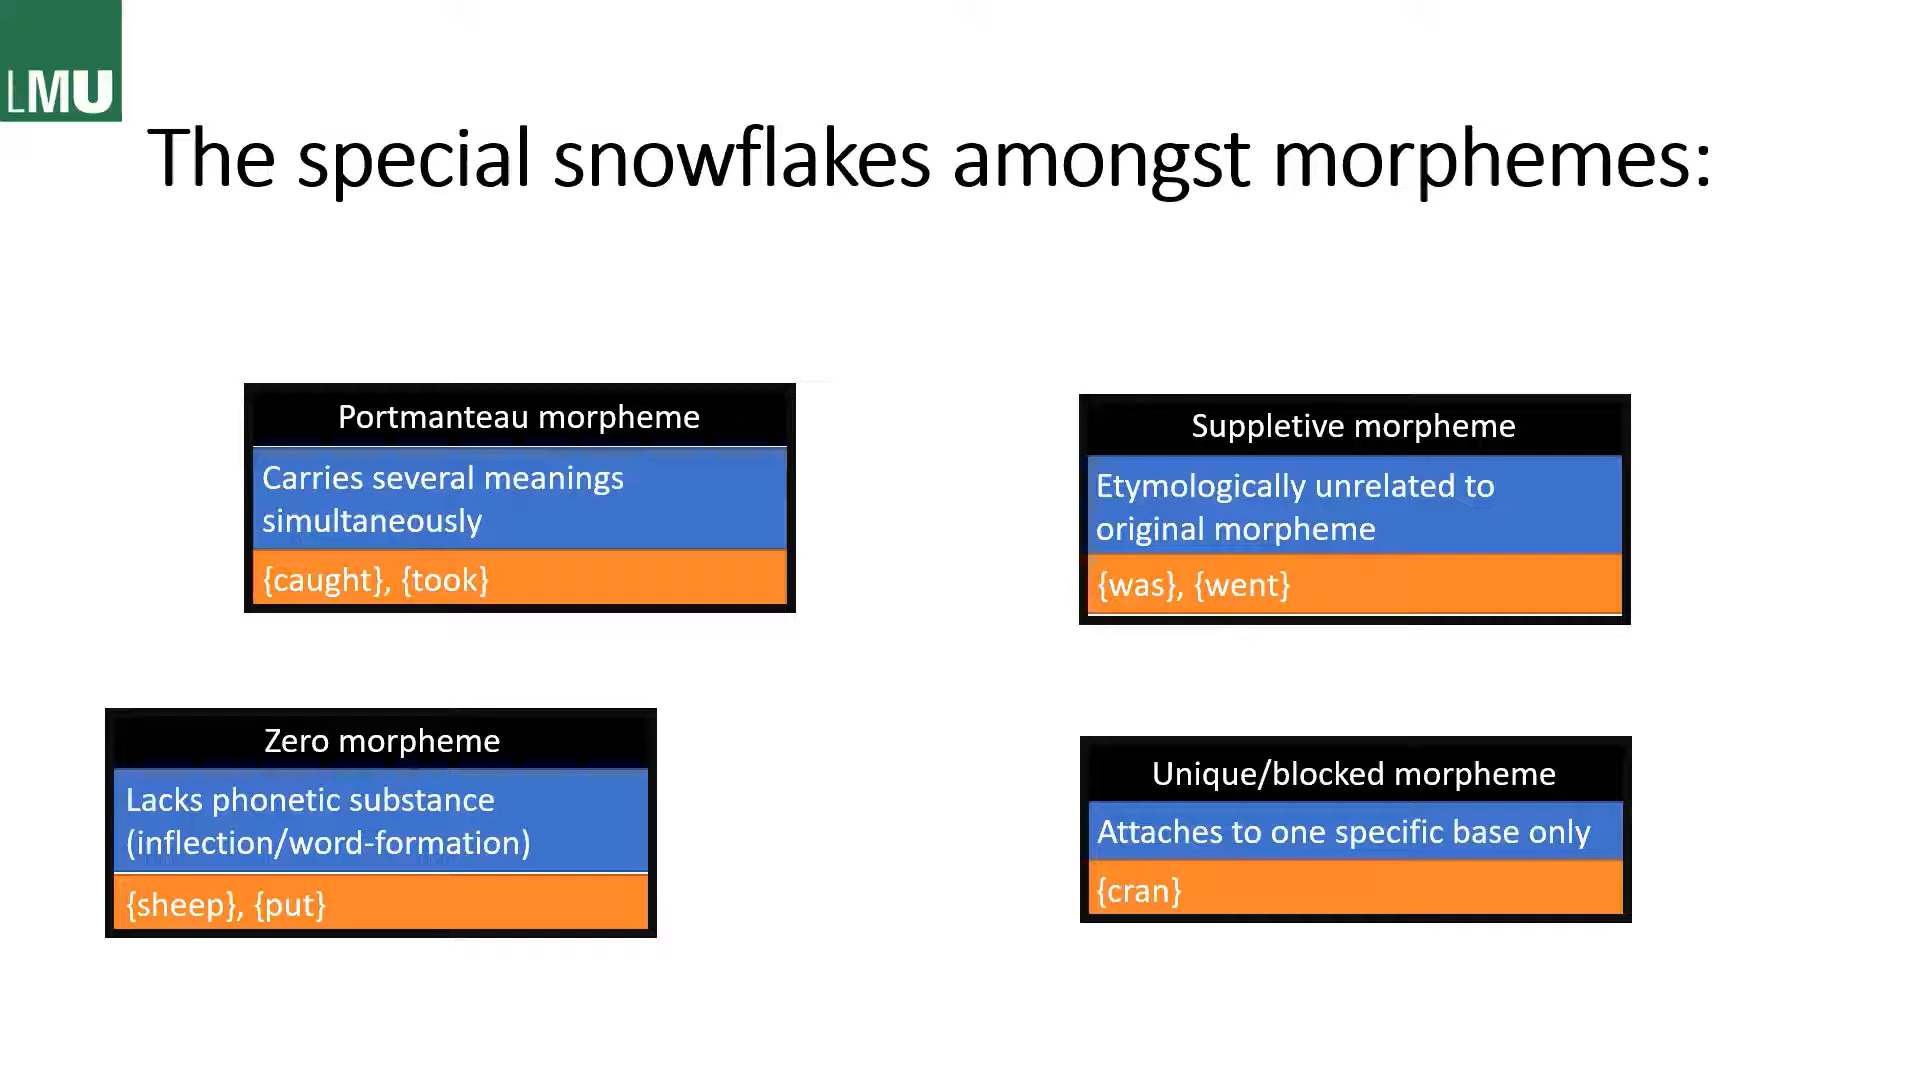 LMU
The special snowflakes amongst morphemes:
Portmanteau morpheme
Carries several meanings
simultaneously
{caught}, {took}
Suppletive morpheme
Etymologically unrelated to
original morpheme
{was}, {went}
Zero morpheme
Lacks phonetic substance
(inflection/word-formation)
{sheep}, {put}
Unique/blocked morpheme
Attaches to one specific base only
{cran}